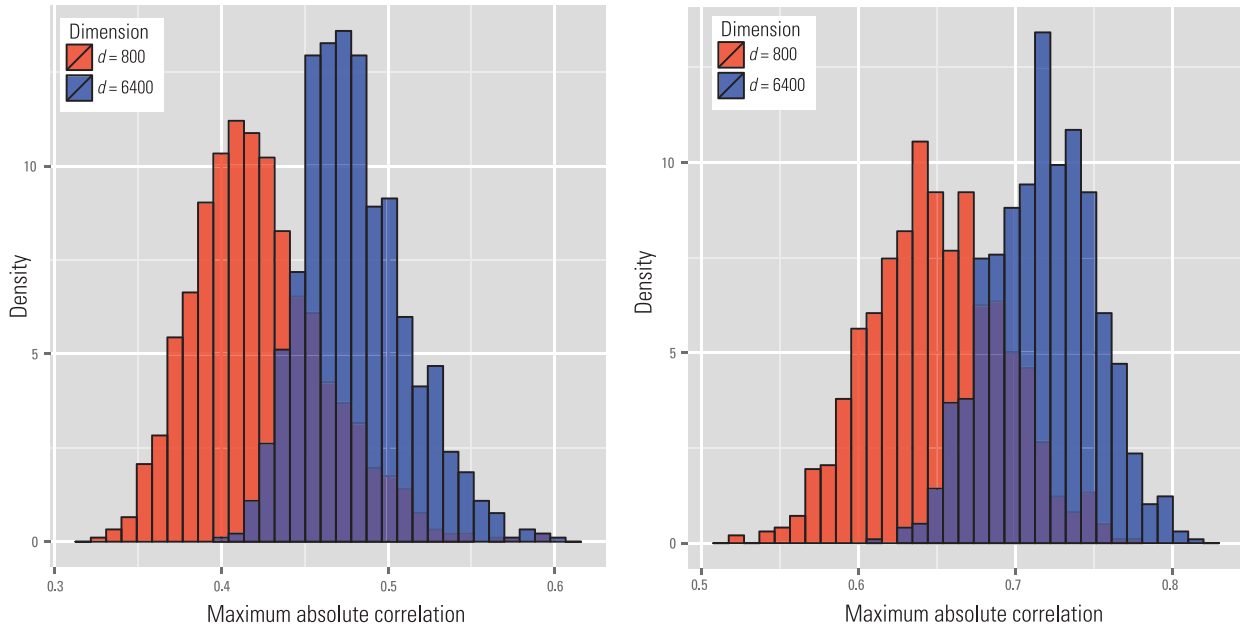 Dimension
d = 800
d = 6400
Density
10
5
0
0.3 0.4 0.5 0.6
Maximum absolute correlation
Dimension
d = 800
d = 6400
Density
10
5
0
0.5 0.6 0.7 0.8
Maximum absolute correlation